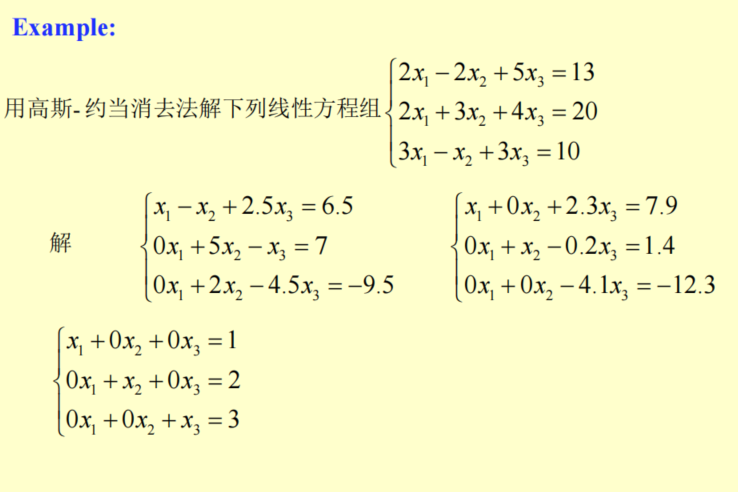 Example:
用高斯-约当消去法解下列线性方程组
2x₁ − 2x₂ + 5x₃ = 13
2x₁ + 3x₂ + 4x₃ = 20
3x₁ − x₂ + 3x₃ = 10
解
x₁ − x₂ + 2.5x₃ = 6.5
0x₁ + 5x₂ − x₃ = 7
0x₁ + 2x₂ − 4.5x₃ = −9.5
x₁ + 0x₂ + 2.3x₃ = 7.9
0x₁ + x₂ − 0.2x₃ = 1.4
0x₁ + 0x₂ − 4.1x₃ = −12.3
x₁ + 0x₂ + 0x₃ = 1
0x₁ + x₂ + 0x₃ = 2
0x₁ + 0x₂ + x₃ = 3